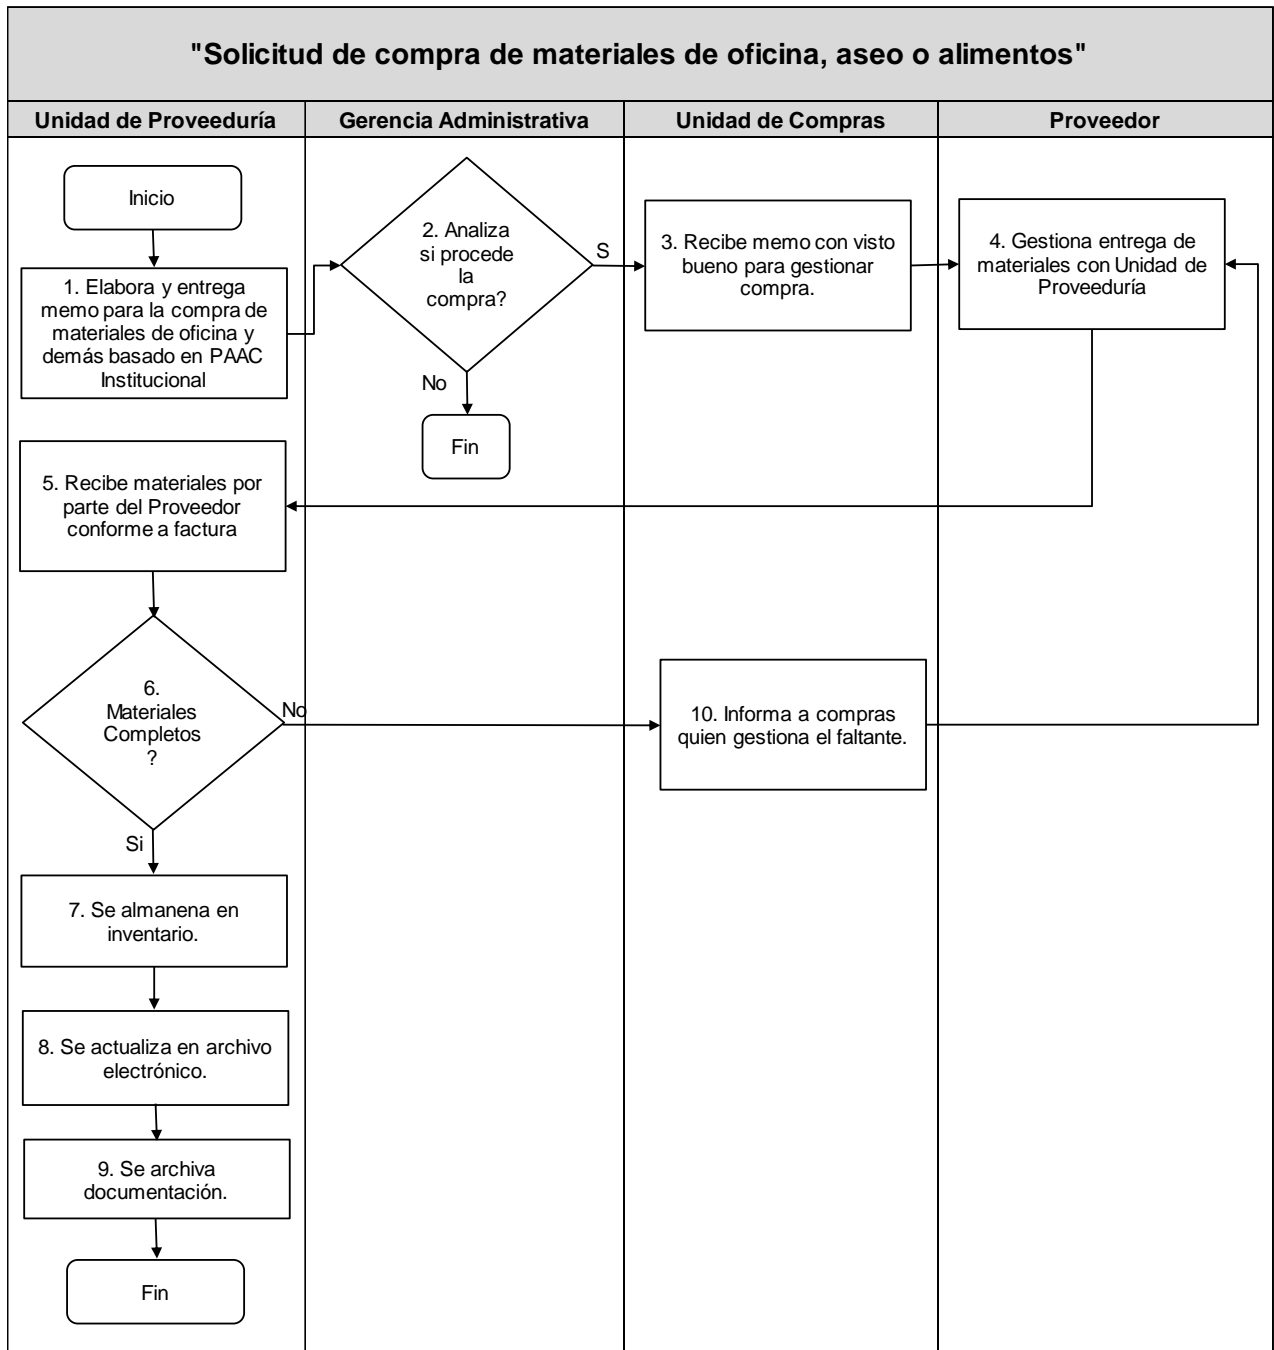 "Solicitud de compra de materiales de oficina, aseo o alimentos"
Unidad de Proveeduría
Gerencia Administrativa
Unidad de Compras
Proveedor
Inicio
1. Elabora y entrega
memo para la compra de
materiales de oficina y
demás basado en PAAC
Institucional
2. Analiza
si procede
la
compra?
S
No
Fin
3. Recibe memo con visto
bueno para gestionar
compra.
4. Gestiona entrega de
materiales con Unidad de
Proveeduría
5. Recibe materiales por
parte del Proveedor
conforme a factura
6.
Materiales
Completos
?
No
Si
10. Informa a compras
quien gestiona el faltante.
7. Se almanena en
inventario.
8. Se actualiza en archivo
electrónico.
9. Se archiva
documentación.
Fin